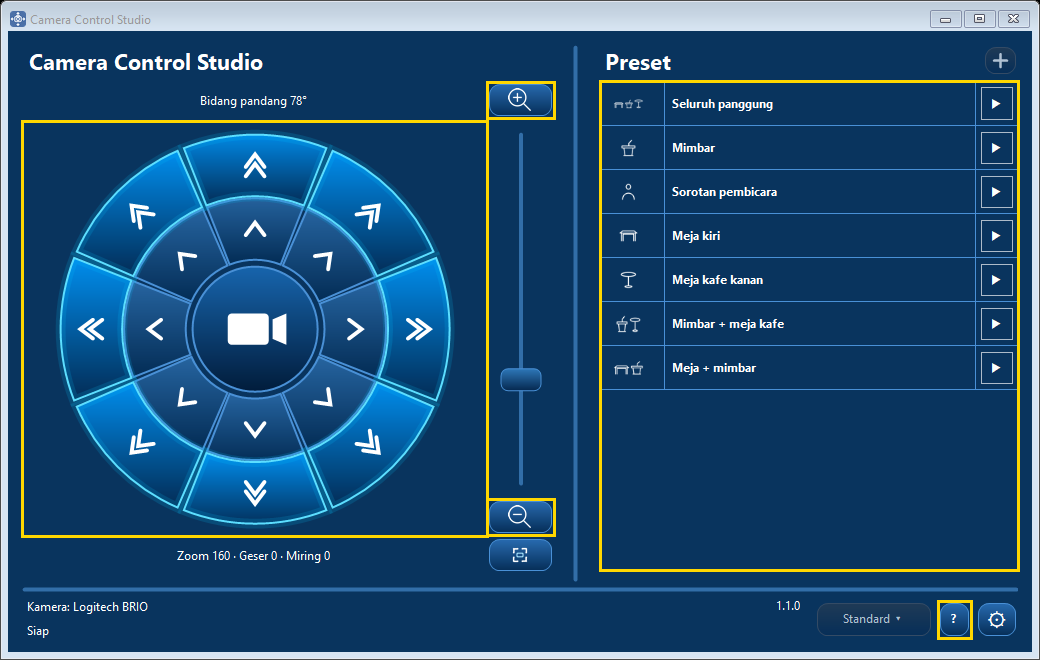 Camera Control Studio
Camera Control Studio
Bidang pandang 78°
Zoom 160 · Geser 0 · Miring 0
Preset
Seluruh panggung
Mimbar
Sorotan pembicara
Meja kiri
Meja kafe kanan
Mimbar + meja kafe
Meja + mimbar
Kamera: Logitech BRIO
Siap
1.1.0
Standard
?